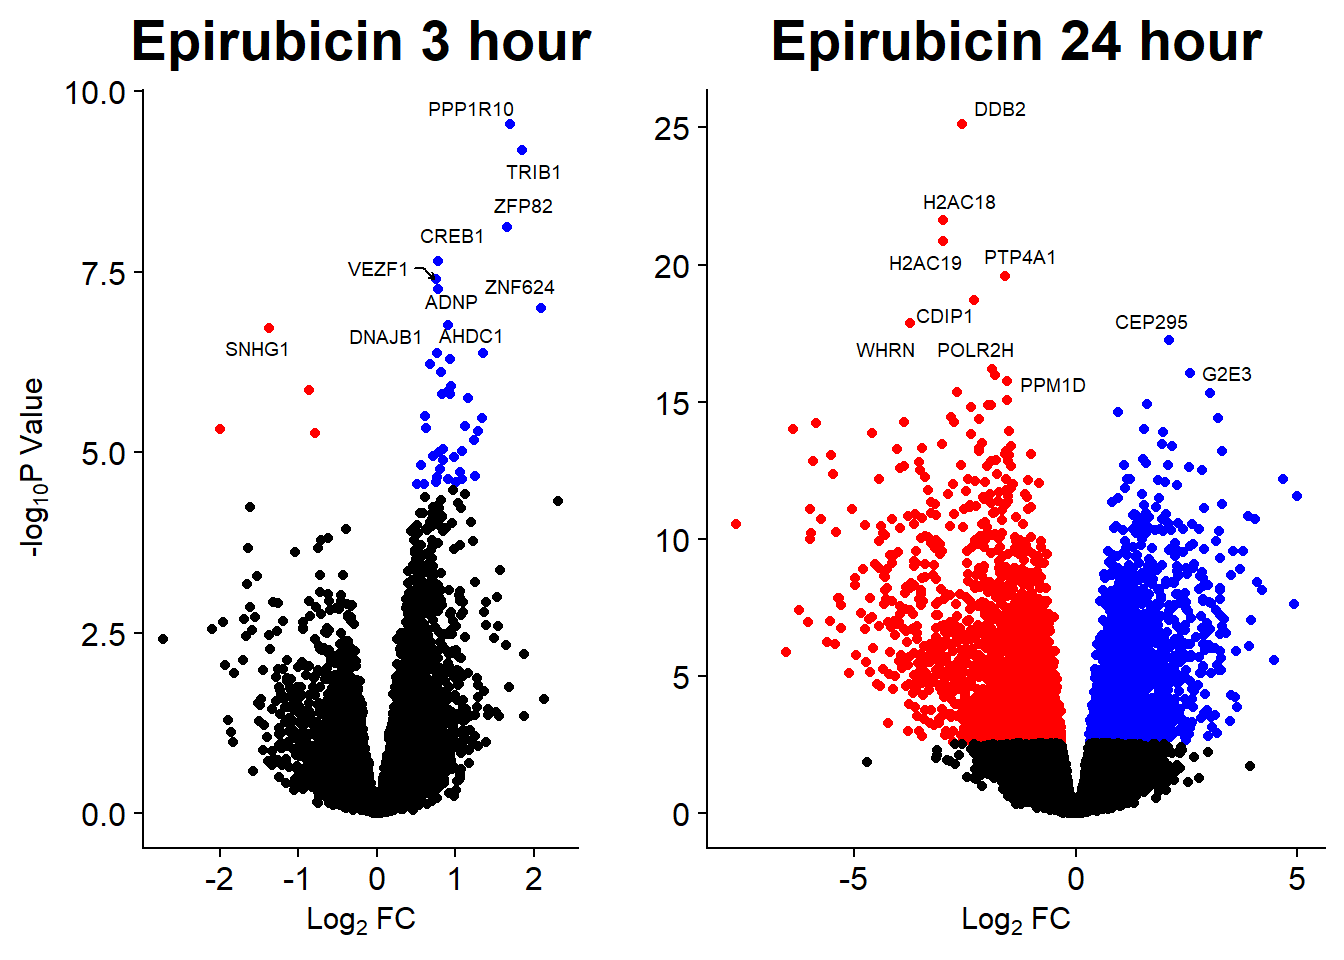 Epirubicin 3 hour
-log10P Value
10.0
7.5
5.0
2.5
0.0
PPP1R10
TRIB1
ZFP82
CREB1
VEZF1
ZNF624
ADNP
DNAJB1
AHDC1
SNHG1
-2 -1 0 1 2
Log2 FC
Epirubicin 24 hour
25
20
15
10
5
0
DDB2
H2AC18
H2AC19
PTP4A1
CDIP1
CEP295
WHRN
POLR2H
G2E3
PPM1D
-5 0 5
Log2 FC